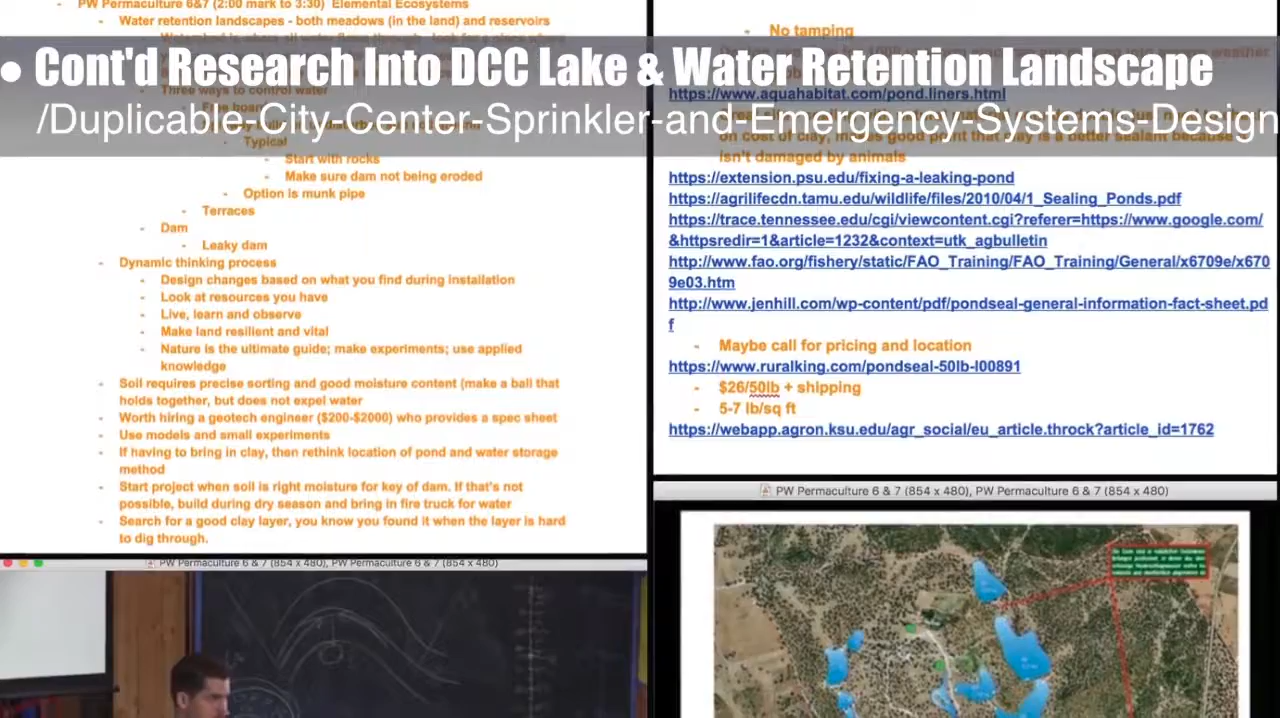 PW Permaculture 6&7 (2:00 mark to 3:30) Elemental Ecosystems
- Water retention landscapes - both meadows (in the land) and reservoirs
• Cont'd Research Into DCC Lake & Water Retention Landscape
/Duplicable-City-Center-Sprinkler-and-Emergency-Systems-Design
Three ways to control water
Typical
- Start with rocks
- Make sure dam not being eroded
- Option is munk pipe
- Terraces
- Dam
- Leaky dam
- Dynamic thinking process
- Design changes based on what you find during installation
- Look at resources you have
- Live, learn and observe
- Make land resilient and vital
- Nature is the ultimate guide; make experiments; use applied
knowledge
- Soil requires precise sorting and good moisture content (make a ball that
holds together, but does not expel water
- Worth hiring a geotech engineer ($200-$2000) who provides a spec sheet
- Use models and small experiments
- If having to bring in clay, then rethink location of pond and water storage
method
- Start project when soil is right moisture for key of dam. If that's not
possible, build during dry season and bring in fire truck for water
- Search for a good clay layer, you know you found it when the layer is hard
to dig through.
PW Permaculture 6 & 7 (854 x 480), PW Permaculture 6 & 7 (854 x 480)
- No tamping
https://www.aquahabitat.com/pond.liners.html
on cost of clay, makes good point that clay is a better sealant because
isn't damaged by animals
https://extension.psu.edu/fixing-a-leaking-pond
https://agrilifecdn.tamu.edu/wildlife/files/2010/04/1_Sealing_Ponds.pdf
https://trace.tennessee.edu/cgi/viewcontent.cgi?referer=https://www.google.com/
&httpsredir=1&article=1232&context=utk_agbulletin
http://www.fao.org/fishery/static/FAO_Training/FAO_Training/General/x6709e/x670
9e03.htm
http://www.jenhill.com/wp-content/pdf/pondseal-general-information-fact-sheet.pd
f
- Maybe call for pricing and location
https://www.ruralking.com/pondseal-50lb-l00891
- $26/50lb + shipping
- 5-7 lb/sq ft
https://webapp.agron.ksu.edu/agr_social/eu_article.throck?article_id=1762
PW Permaculture 6 & 7 (854 x 480), PW Permaculture 6 & 7 (854 x 480)